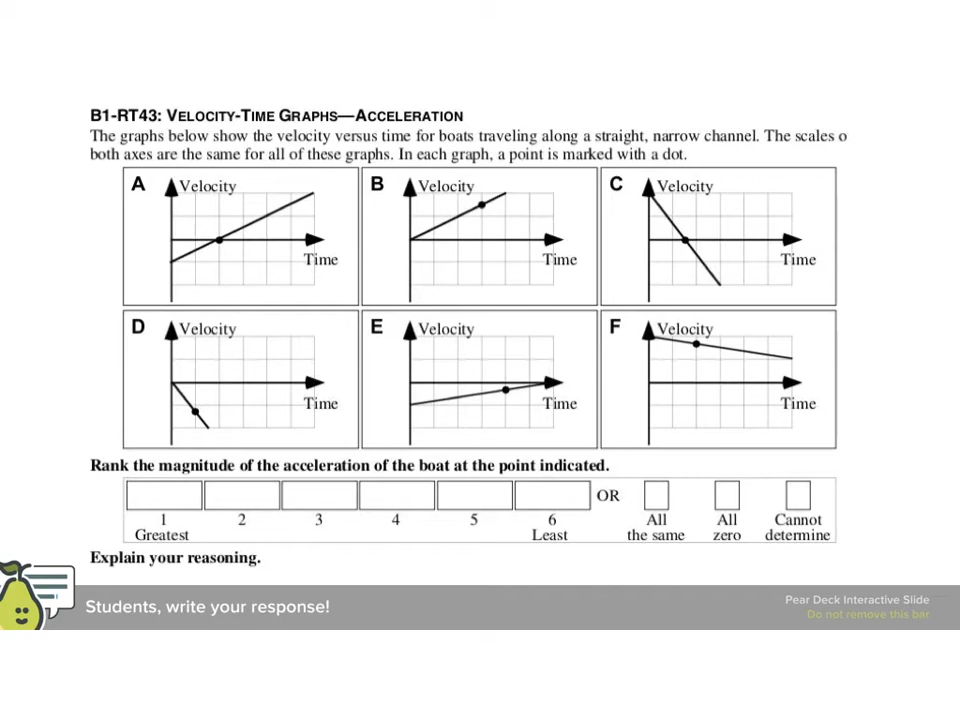 B1-RT43: VELOCITY-TIME GRAPHS—ACCELERATION
The graphs below show the velocity versus time for boats traveling along a straight, narrow channel. The scales o
both axes are the same for all of these graphs. In each graph, a point is marked with a dot.
A Velocity
Time
B Velocity
Time
C Velocity
Time
D Velocity
Time
E Velocity
Time
F Velocity
Time
Rank the magnitude of the acceleration of the boat at the point indicated.
OR
1 2 3 4 5 6 All All Cannot
Greatest Least the same zero determine
Explain your reasoning.
Students, write your response!
Pear Deck Interactive Slide
Do not remove this bar